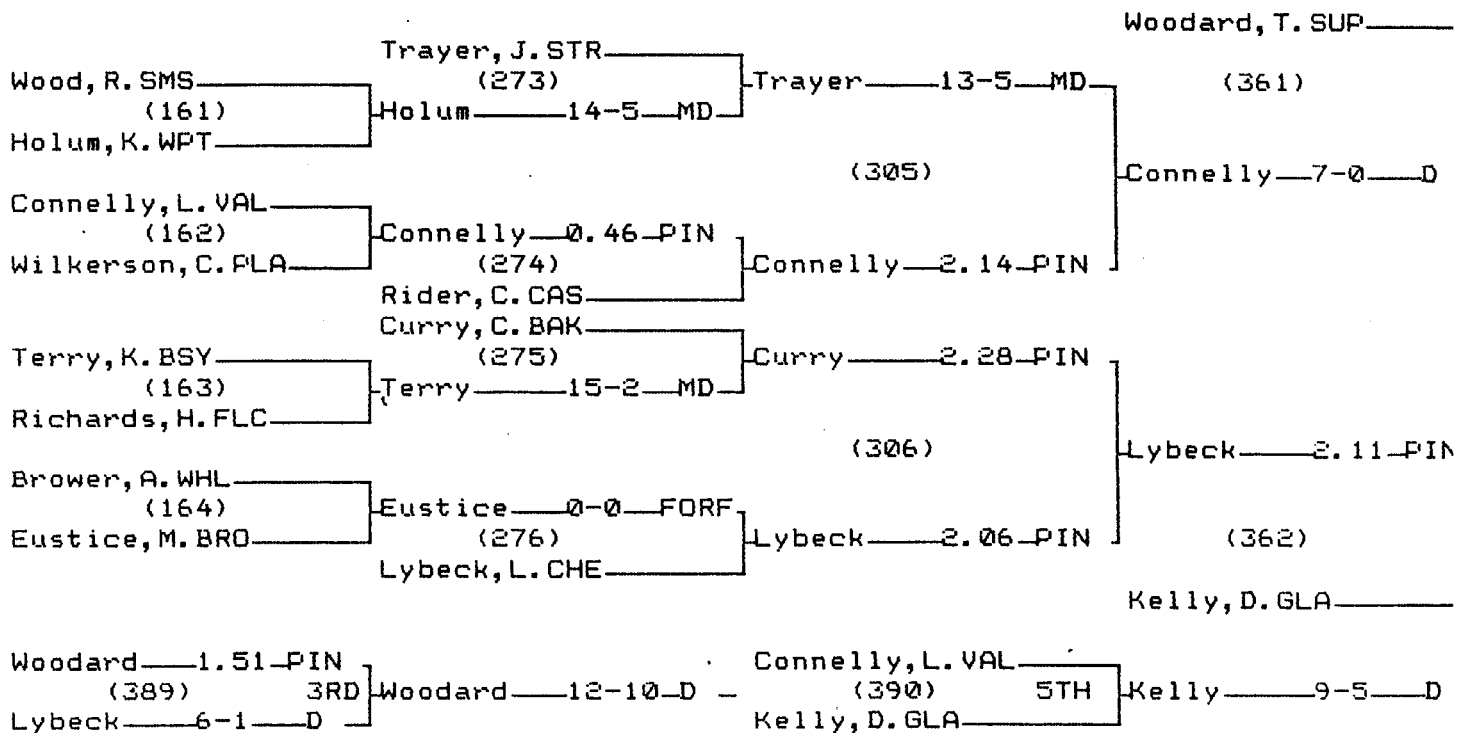 Woodard, T. SUP
Trayer, J. STR
Wood, R. SMS (273) Trayer 13-5 MD (361)
(161) Holum 14-5 MD
Holum, K. WPT
(305) Connelly 7-0 D
Connelly, L. VAL
(162) Connelly 0.46 PIN
Wilkerson, C. PLA (274) Connelly 2.14 PIN
Rider, C. CAS
Curry, C. BAK
Terry, K. BSY (275) Curry 2.28 PIN
(163) Terry 15-2 MD
Richards, H. FLC
(306) Lybeck 2.11 PIN
Brower, A. WHL
(164) Eustice 0-0 FORF
Eustice, M. BRO (276) Lybeck 2.06 PIN (362)
Lybeck, L. CHE
Kelly, D. GLA
Woodard 1.51 PIN Connelly, L. VAL
(389) 3RD Woodard 12-10 D (390) 5TH Kelly 9-5 D
Lybeck 6-1 D Kelly, D. GLA